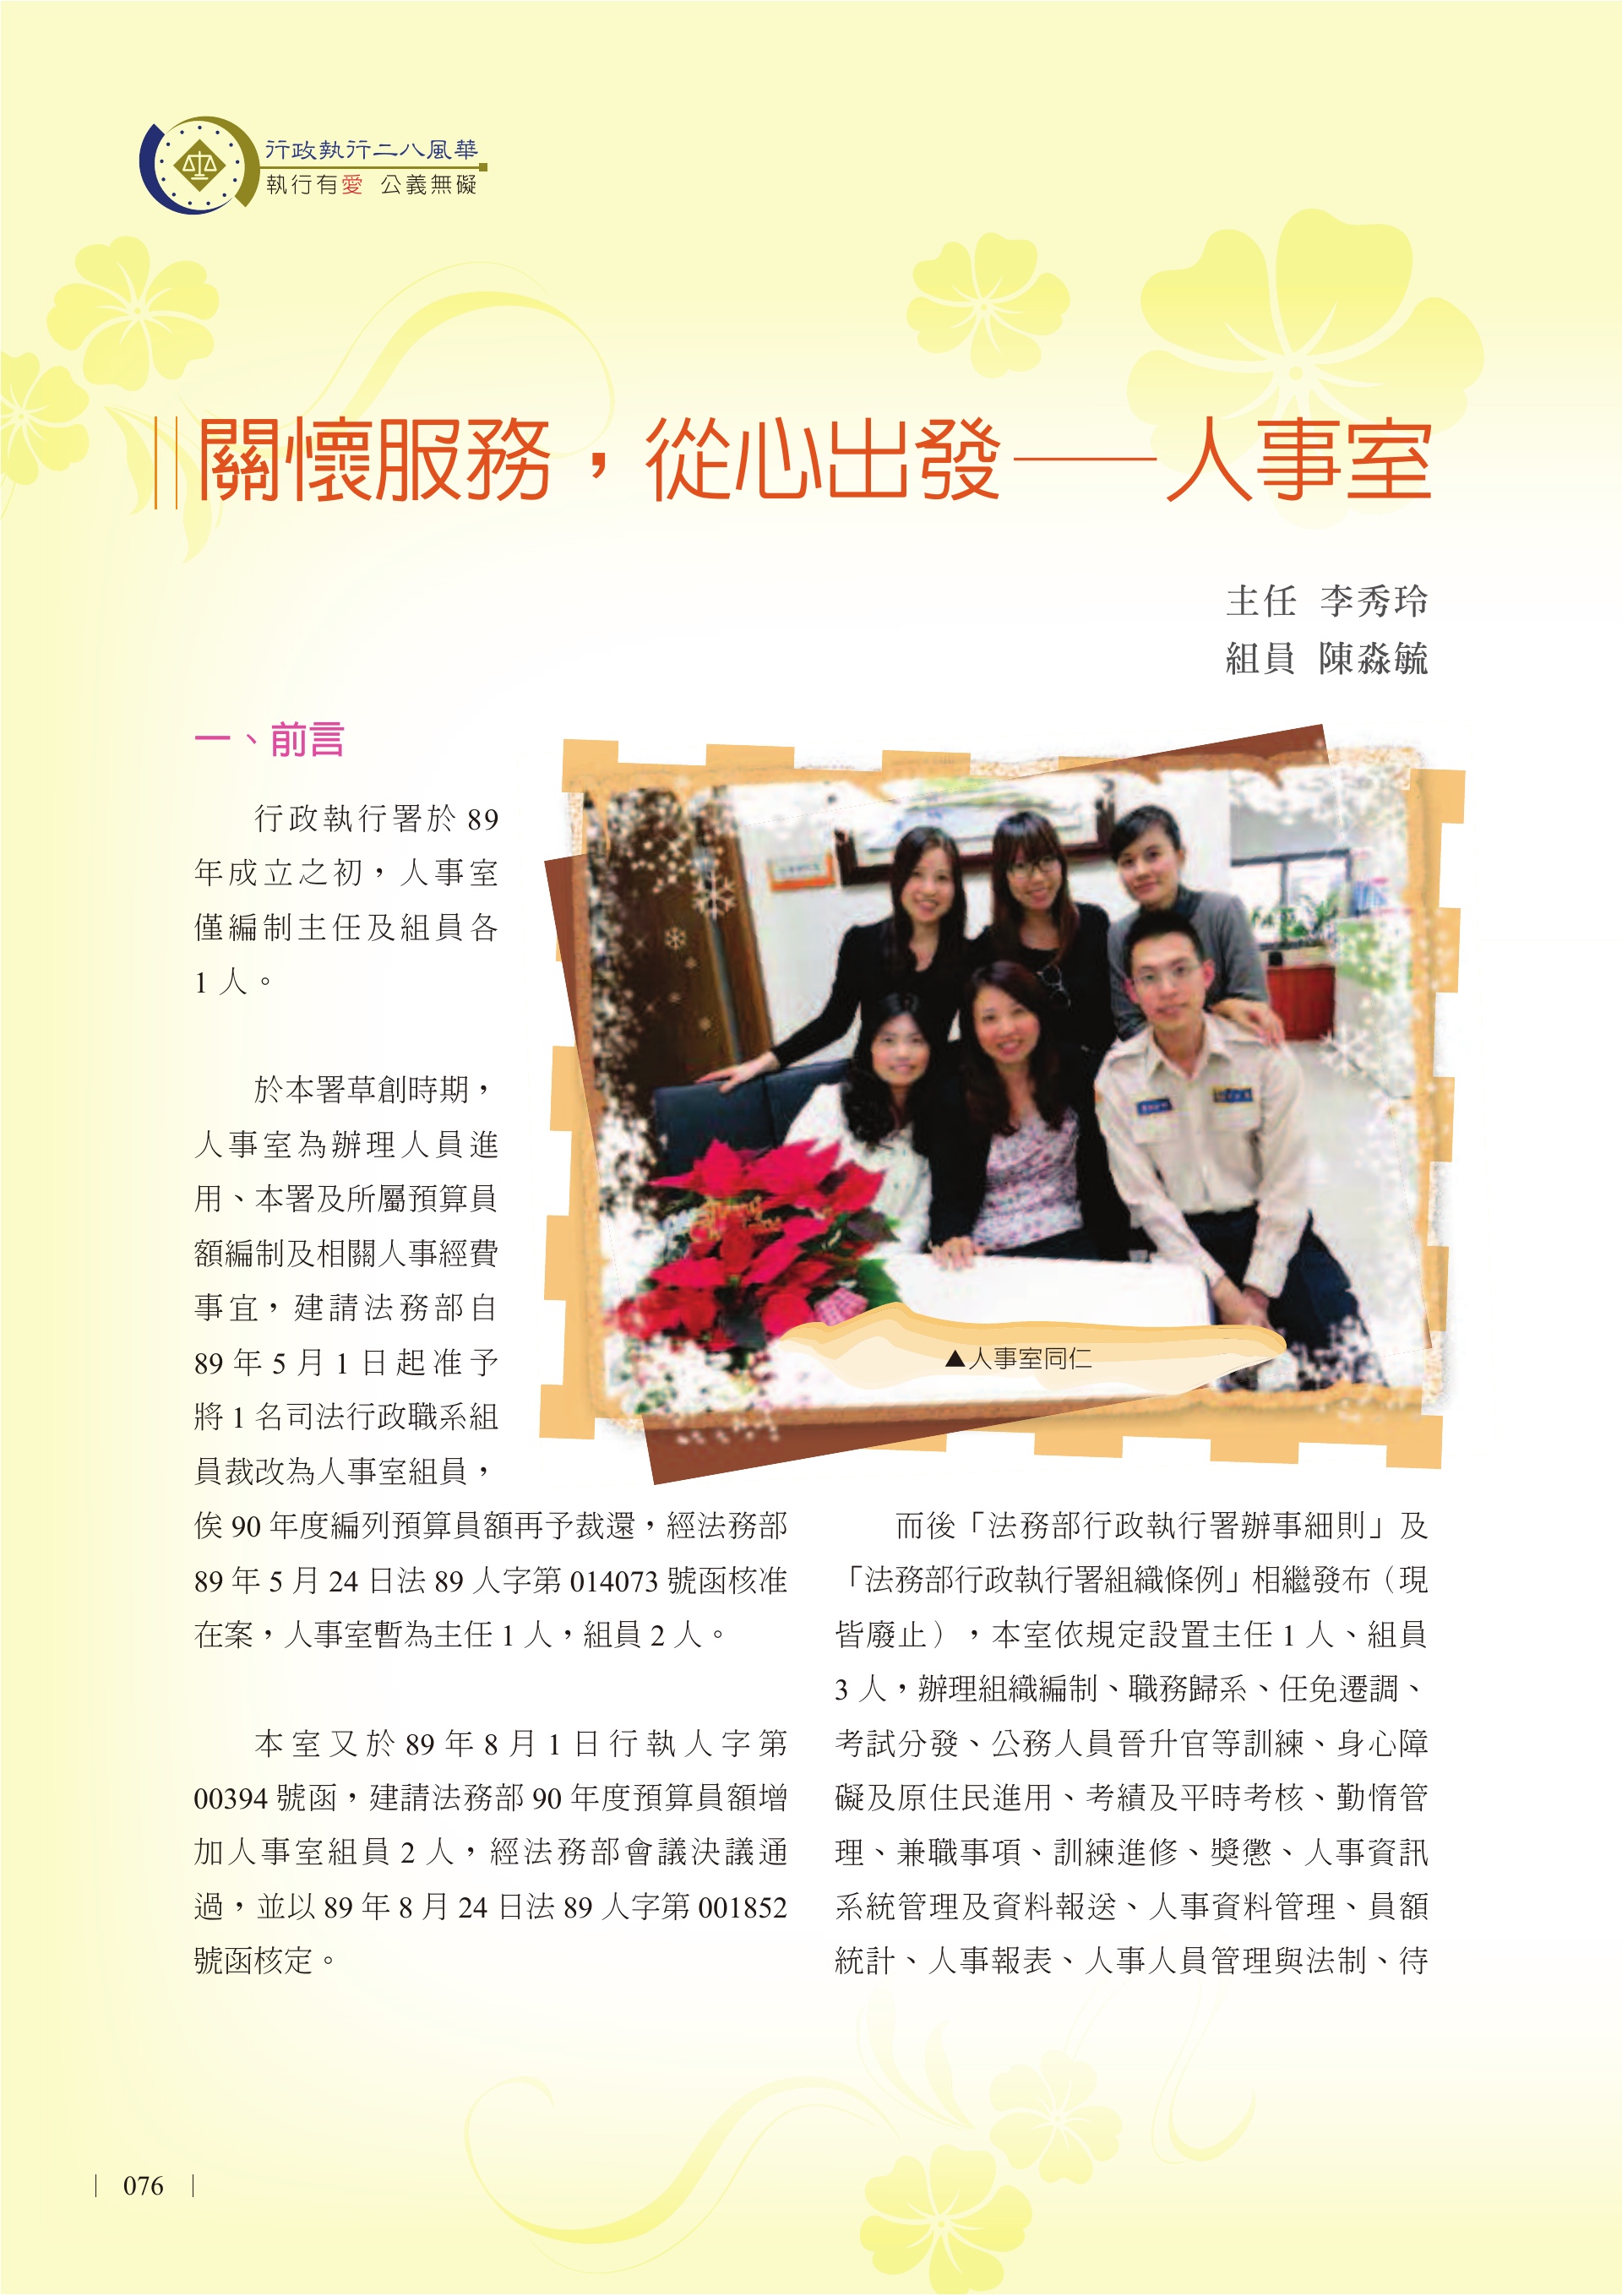 行政執行二八風華
執行有愛 公義無礙
關懷服務，從心出發——人事室
主任 李秀玲
組員 陳淼毓
一、前言
行政執行署於 89
年成立之初，人事室
僅編制主任及組員各
1 人。
於本署草創時期，
人事室為辦理人員進
用、本署及所屬預算員
額編制及相關人事經費
事宜，建請法務部自
89 年 5 月 1 日起准予
將 1 名司法行政職系組
員裁改為人事室組員，
俟 90 年度編列預算員額再予裁還，經法務部
89 年 5 月 24 日法 89 人字第 014073 號函核准
在案，人事室暫為主任 1 人，組員 2 人。
本室又於 89 年 8 月 1 日行執人字第
00394 號函，建請法務部 90 年度預算員額增
加人事室組員 2 人，經法務部會議決議通
過，並以 89 年 8 月 24 日法 89 人字第 001852
號函核定。
▲人事室同仁
而後「法務部行政執行署辦事細則」及
「法務部行政執行署組織條例」相繼發布（現
皆廢止），本室依規定設置主任 1 人、組員
3 人，辦理組織編制、職務歸系、任免遷調、
考試分發、公務人員晉升官等訓練、身心障
礙及原住民進用、考績及平時考核、勤惰管
理、兼職事項、訓練進修、獎懲、人事資訊
系統管理及資料報送、人事資料管理、員額
統計、人事報表、人事人員管理與法制、待
076